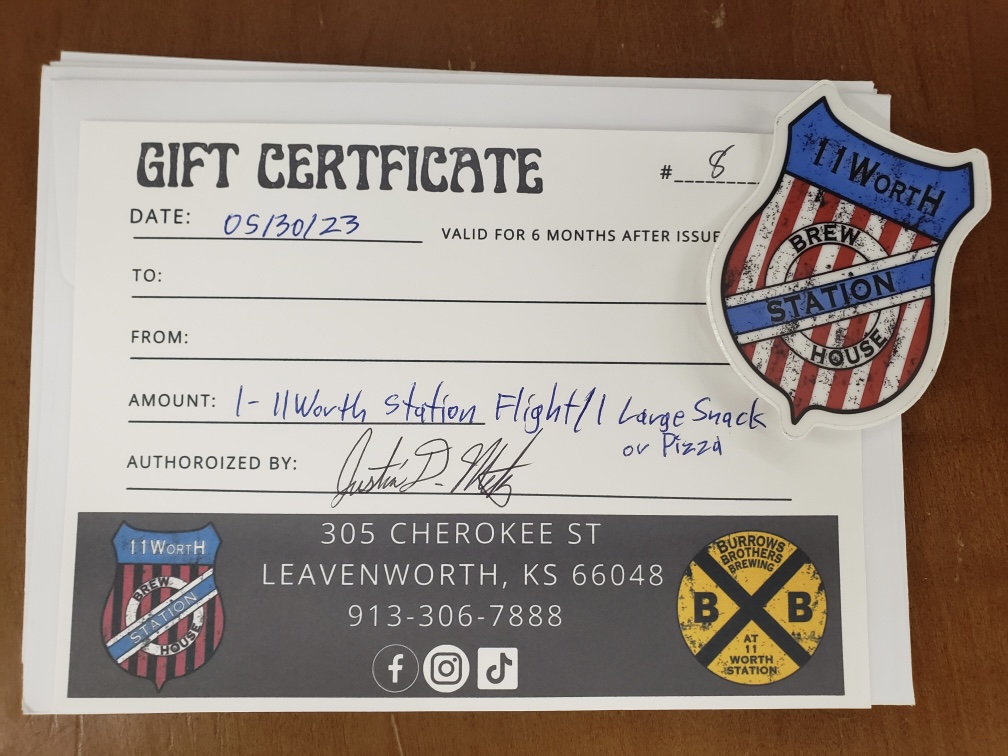 GIFT CERTFICATE
# 8
DATE: 05/30/23
VALID FOR 6 MONTHS AFTER ISSUE
TO:
FROM:
AMOUNT: 1-11Worth Station Flight/1 Large Snack
or Pizza
AUTHOROIZED BY: Justin D.
11WORTH
BREW
STATION
HOUSE
305 CHEROKEE ST
LEAVENWORTH, KS 66048
913-306-7888
11WORTH
BREW
STATION
HOUSE
BURROWS
BROTHERS
BREWING
B B
AT
11
WORTH
STATION